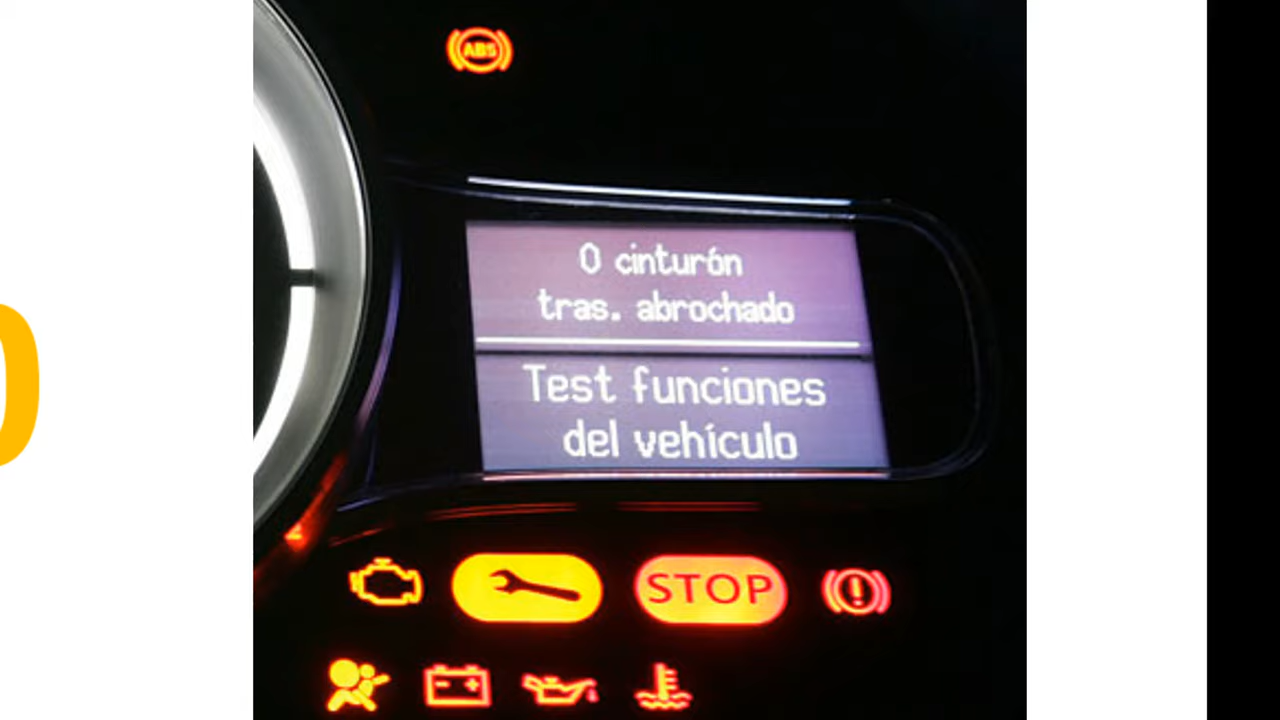 ABS
0 cinturón
tras. abrochado
Test funciones
del vehículo
STOP